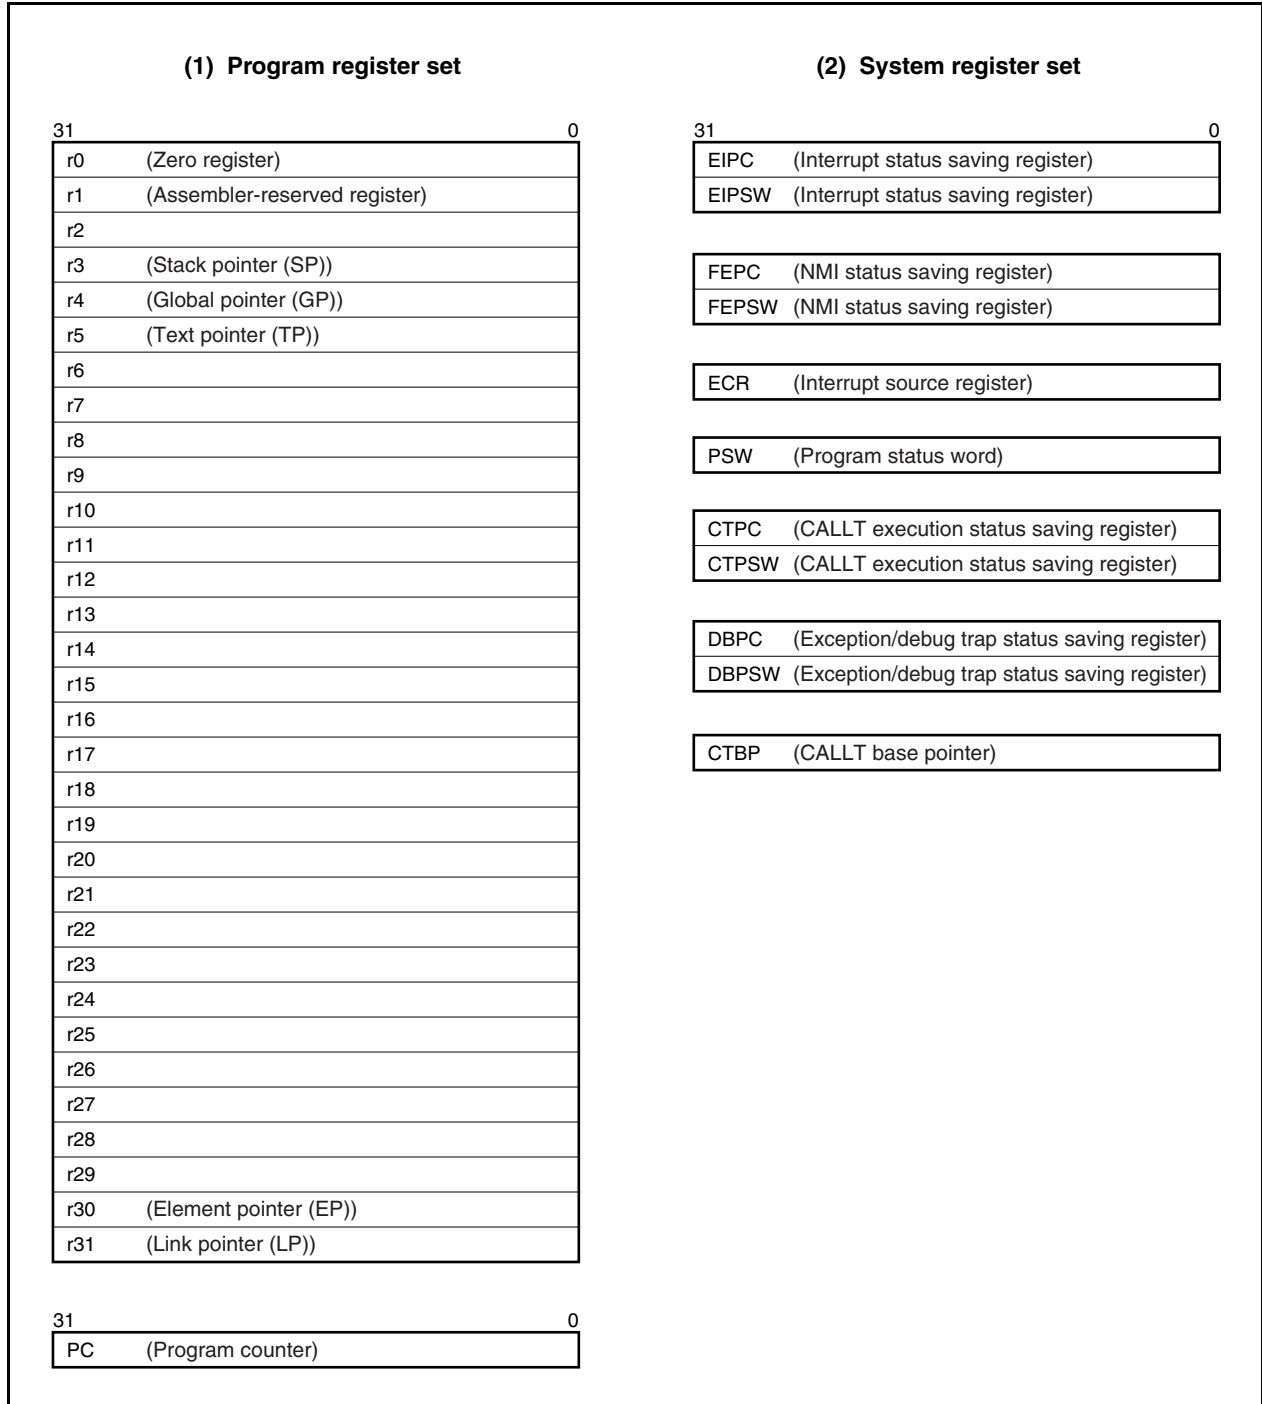 (1) Program register set
31 0
r0 (Zero register)
r1 (Assembler-reserved register)
r2
r3 (Stack pointer (SP))
r4 (Global pointer (GP))
r5 (Text pointer (TP))
r6
r7
r8
r9
r10
r11
r12
r13
r14
r15
r16
r17
r18
r19
r20
r21
r22
r23
r24
r25
r26
r27
r28
r29
r30 (Element pointer (EP))
r31 (Link pointer (LP))
31 0
PC (Program counter)
(2) System register set
31 0
EIPC (Interrupt status saving register)
EIPSW (Interrupt status saving register)
FEPC (NMI status saving register)
FEPSW (NMI status saving register)
ECR (Interrupt source register)
PSW (Program status word)
CTPC (CALLT execution status saving register)
CTPSW (CALLT execution status saving register)
DBPC (Exception/debug trap status saving register)
DBPSW (Exception/debug trap status saving register)
CTBP (CALLT base pointer)